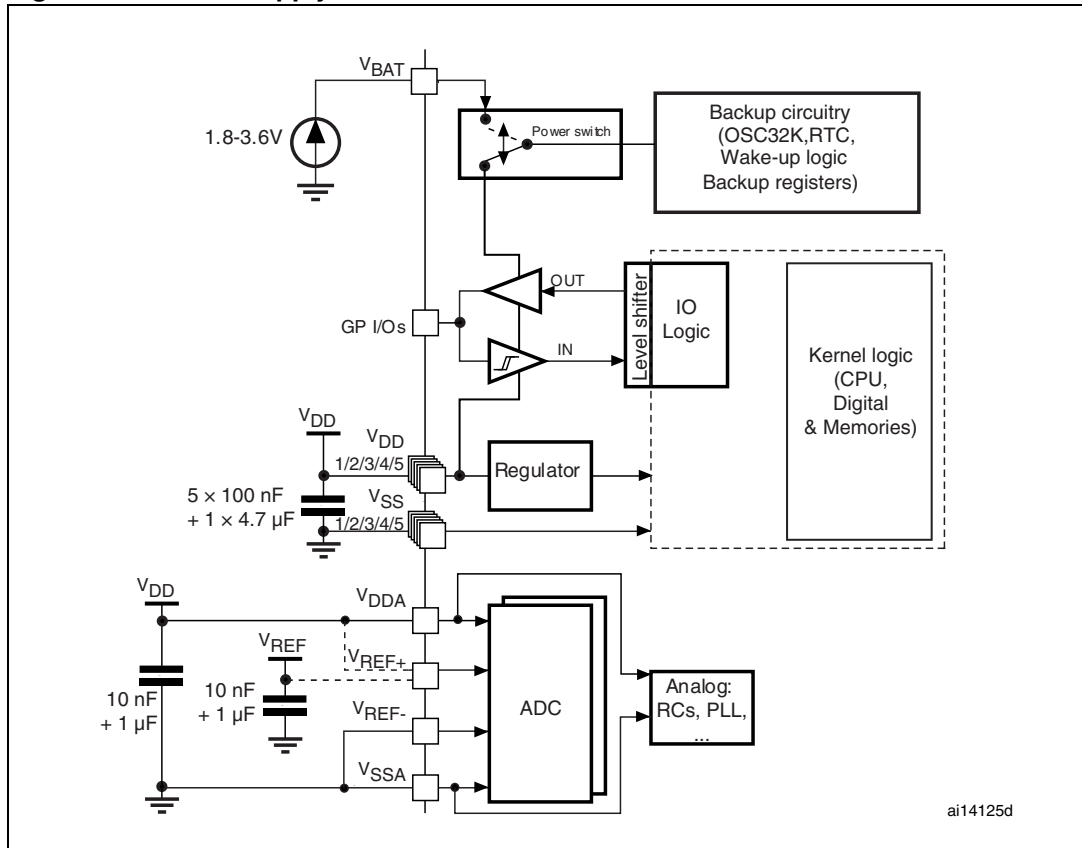 VBAT
1.8-3.6V
Power switch
Backup circuitry
(OSC32K,RTC,
Wake-up logic
Backup registers)
GP I/Os
OUT
IN
Level shifter
IO
Logic
Kernel logic
(CPU,
Digital
& Memories)
VDD
VDD
1/2/3/4/5
Regulator
5 × 100 nF
+ 1 × 4.7 µF
VSS
1/2/3/4/5
VDD
VDDA
VREF
VREF+
10 nF
+ 1 µF
10 nF
+ 1 µF
VREF-
VSSA
ADC
Analog:
RCs, PLL,
...
ai14125d